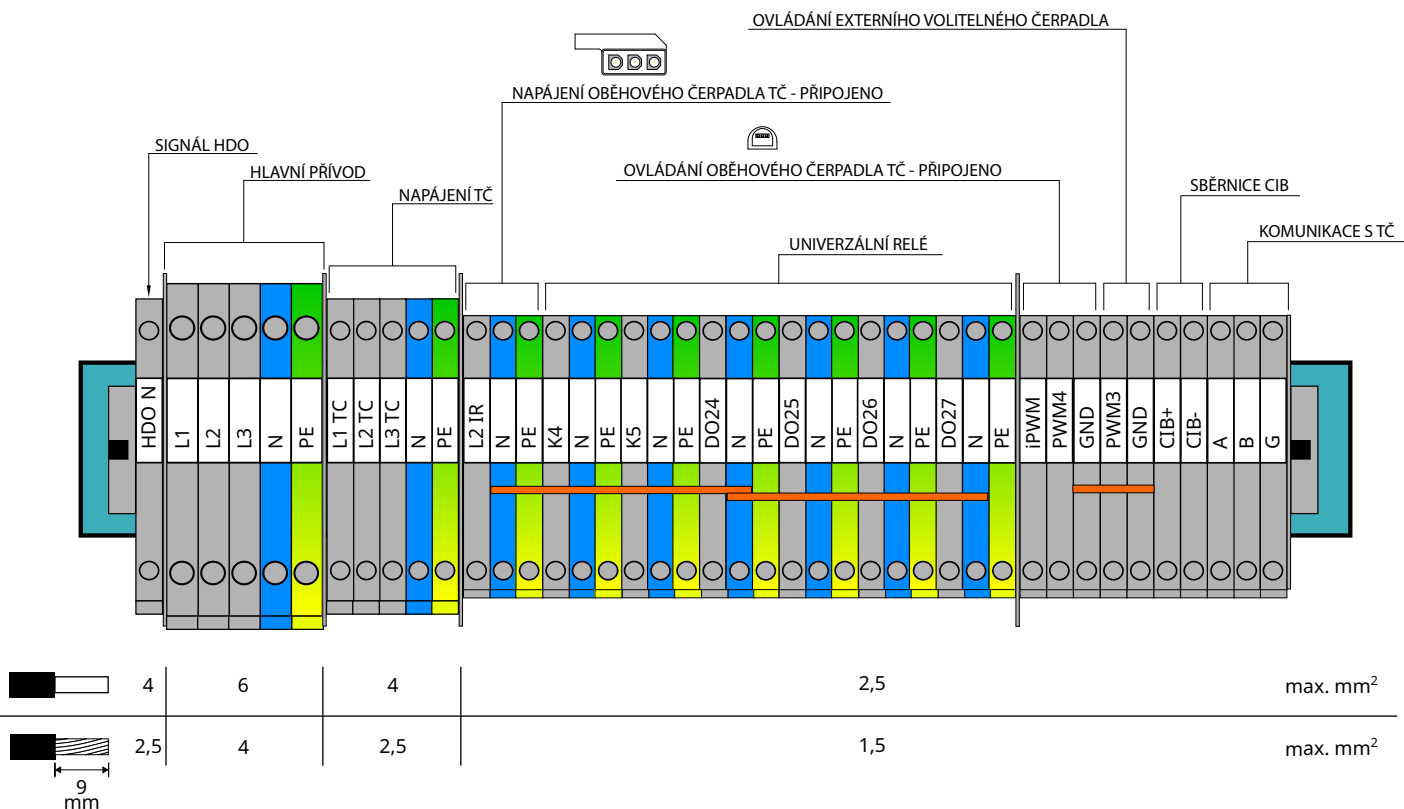 OVLÁDÁNÍ EXTERNÍHO VOLITELNÉHO ČERPADLA
NAPÁJENÍ OBĚHOVÉHO ČERPADLA TČ - PŘIPOJENO
SIGNÁL HDO
HLAVNÍ PŘÍVOD
OVLÁDÁNÍ OBĚHOVÉHO ČERPADLA TČ - PŘIPOJENO
NAPÁJENÍ TČ
SBĚRNICE CIB
UNIVERZÁLNÍ RELÉ
KOMUNIKACE S TČ
HDO N
L1
L2
L3
N
PE
L1 TC
L2 TC
L3 TC
N
PE
L2 IR
N
PE
K4
N
PE
K5
N
PE
DO24
N
PE
DO25
N
PE
DO26
N
PE
DO27
N
PE
iPWM
PWM4
GND
PWM3
GND
CIB+
CIB-
A
B
G
4 6 4 2,5 max. mm²
2,5 4 2,5 1,5 max. mm²
9
mm